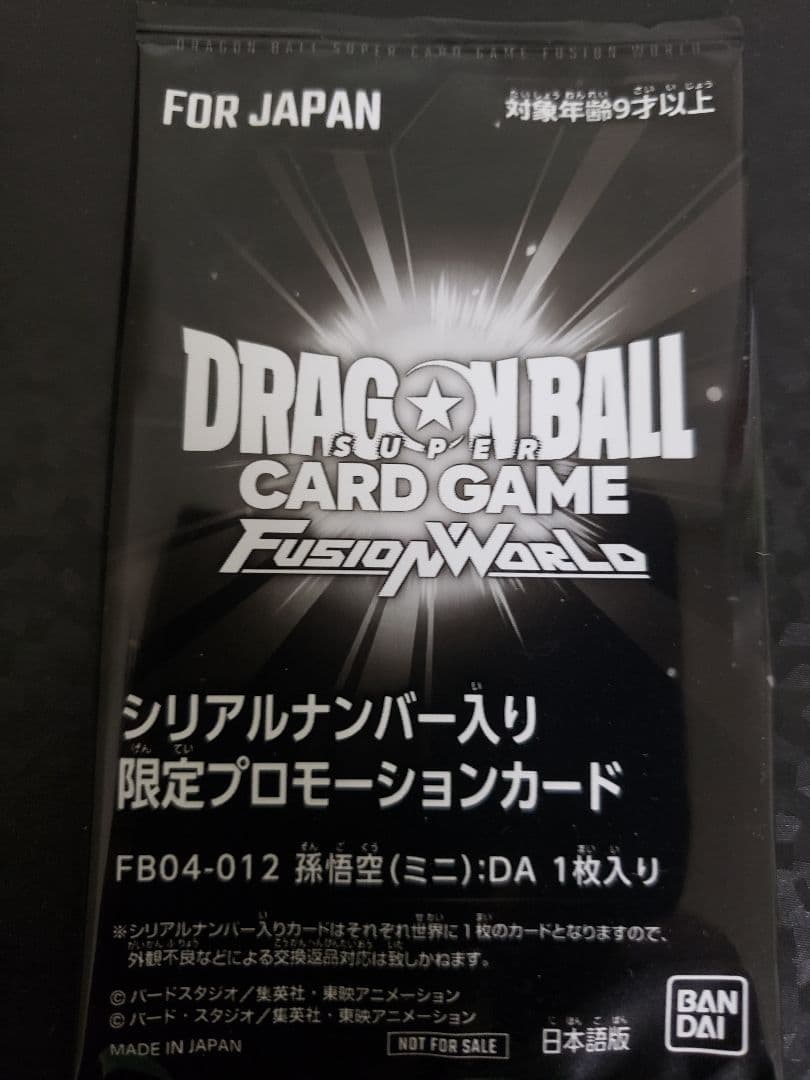 DRAGON BALL SUPER CARD GAME FUSION WORLD
FOR JAPAN
対象年齢9才以上
DRAGON BALL
SUPER
CARD GAME
FUSION WORLD
シリアルナンバー入り
限定プロモーションカード
FB04-012 孫悟空(ミニ):DA 1枚入り
※シリアルナンバー入りカードはそれぞれ世界に1枚のカードとなりますので、
外観不良などによる交換返品対応は致しかねます。
©バードスタジオ/集英社・東映アニメーション
©バード・スタジオ/集英社・東映アニメーション
MADE IN JAPAN
NOT FOR SALE
日本語版
BAN
DAI